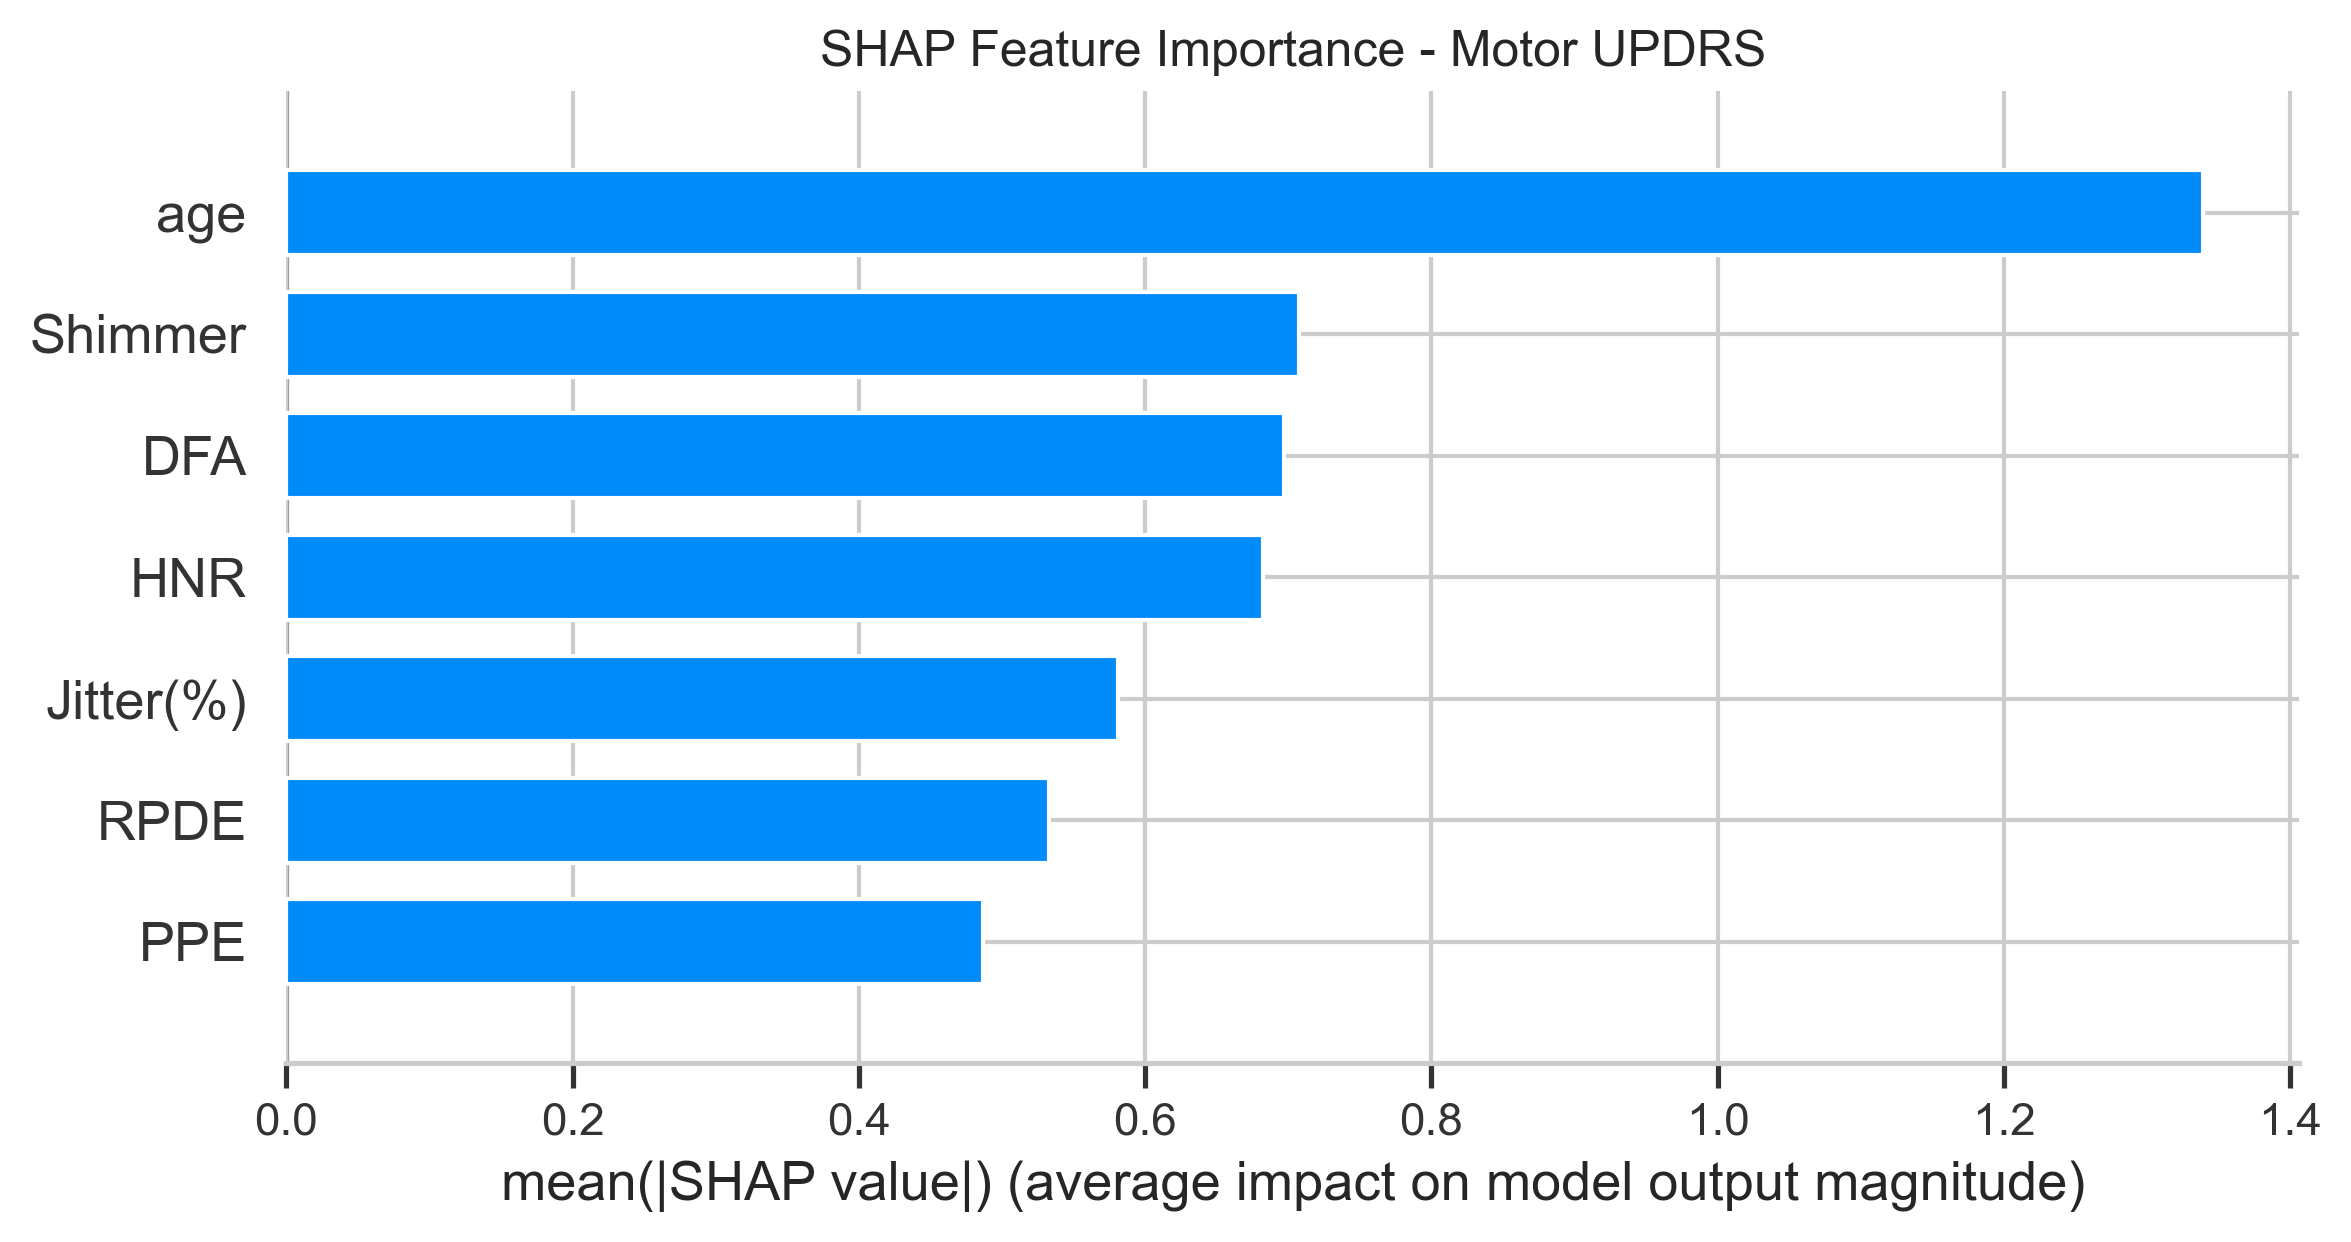 SHAP Feature Importance - Motor UPDRS
age
Shimmer
DFA
HNR
Jitter(%)
RPDE
PPE
0.0 0.2 0.4 0.6 0.8 1.0 1.2 1.4
mean(|SHAP value|) (average impact on model output magnitude)